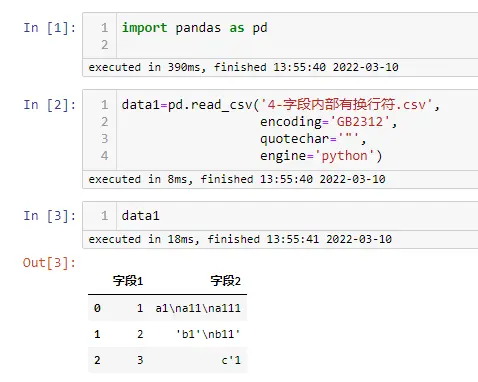 In [1]:
1 import pandas as pd
2
executed in 390ms, finished 13:55:40 2022-03-10
In [2]:
1 data1=pd.read_csv('4-字段内部有换行符.csv',
2 encoding='GB2312',
3 quotechar='"',
4 engine='python')
executed in 8ms, finished 13:55:40 2022-03-10
In [3]:
1 data1
executed in 18ms, finished 13:55:41 2022-03-10
Out[3]:
字段1 字段2
0 1 a1\na11\na111
1 2 'b1'\nb11'
2 3 c'1